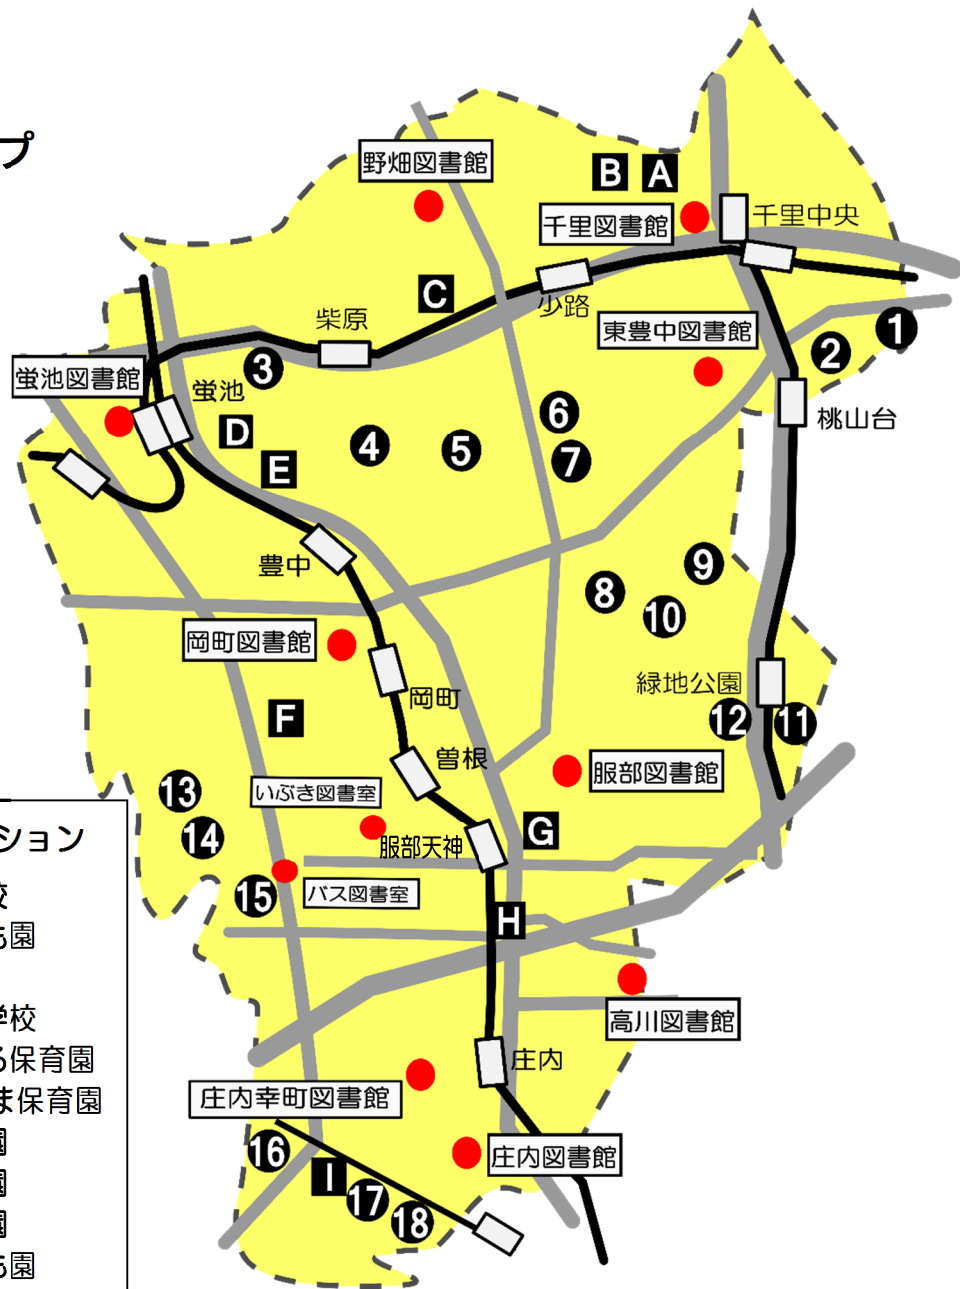 プ
野畑図書館
B
A
千里図書館
千里中央
C
少路
柴原
東豊中図書館
1
2
3
蛍池図書館
蛍池
6
桃山台
D
4
5
7
E
豊中
9
8
10
岡町図書館
緑地公園
岡町
F
12
11
曽根
服部図書館
13
いぶき図書室
ション
14
服部天神
G
15
バス図書室
校
も園
H
学校
高川図書館
る保育園
庄内
ま保育園
庄内幸町図書館
園
16
庄内図書館
I
園
17
18
園
も園